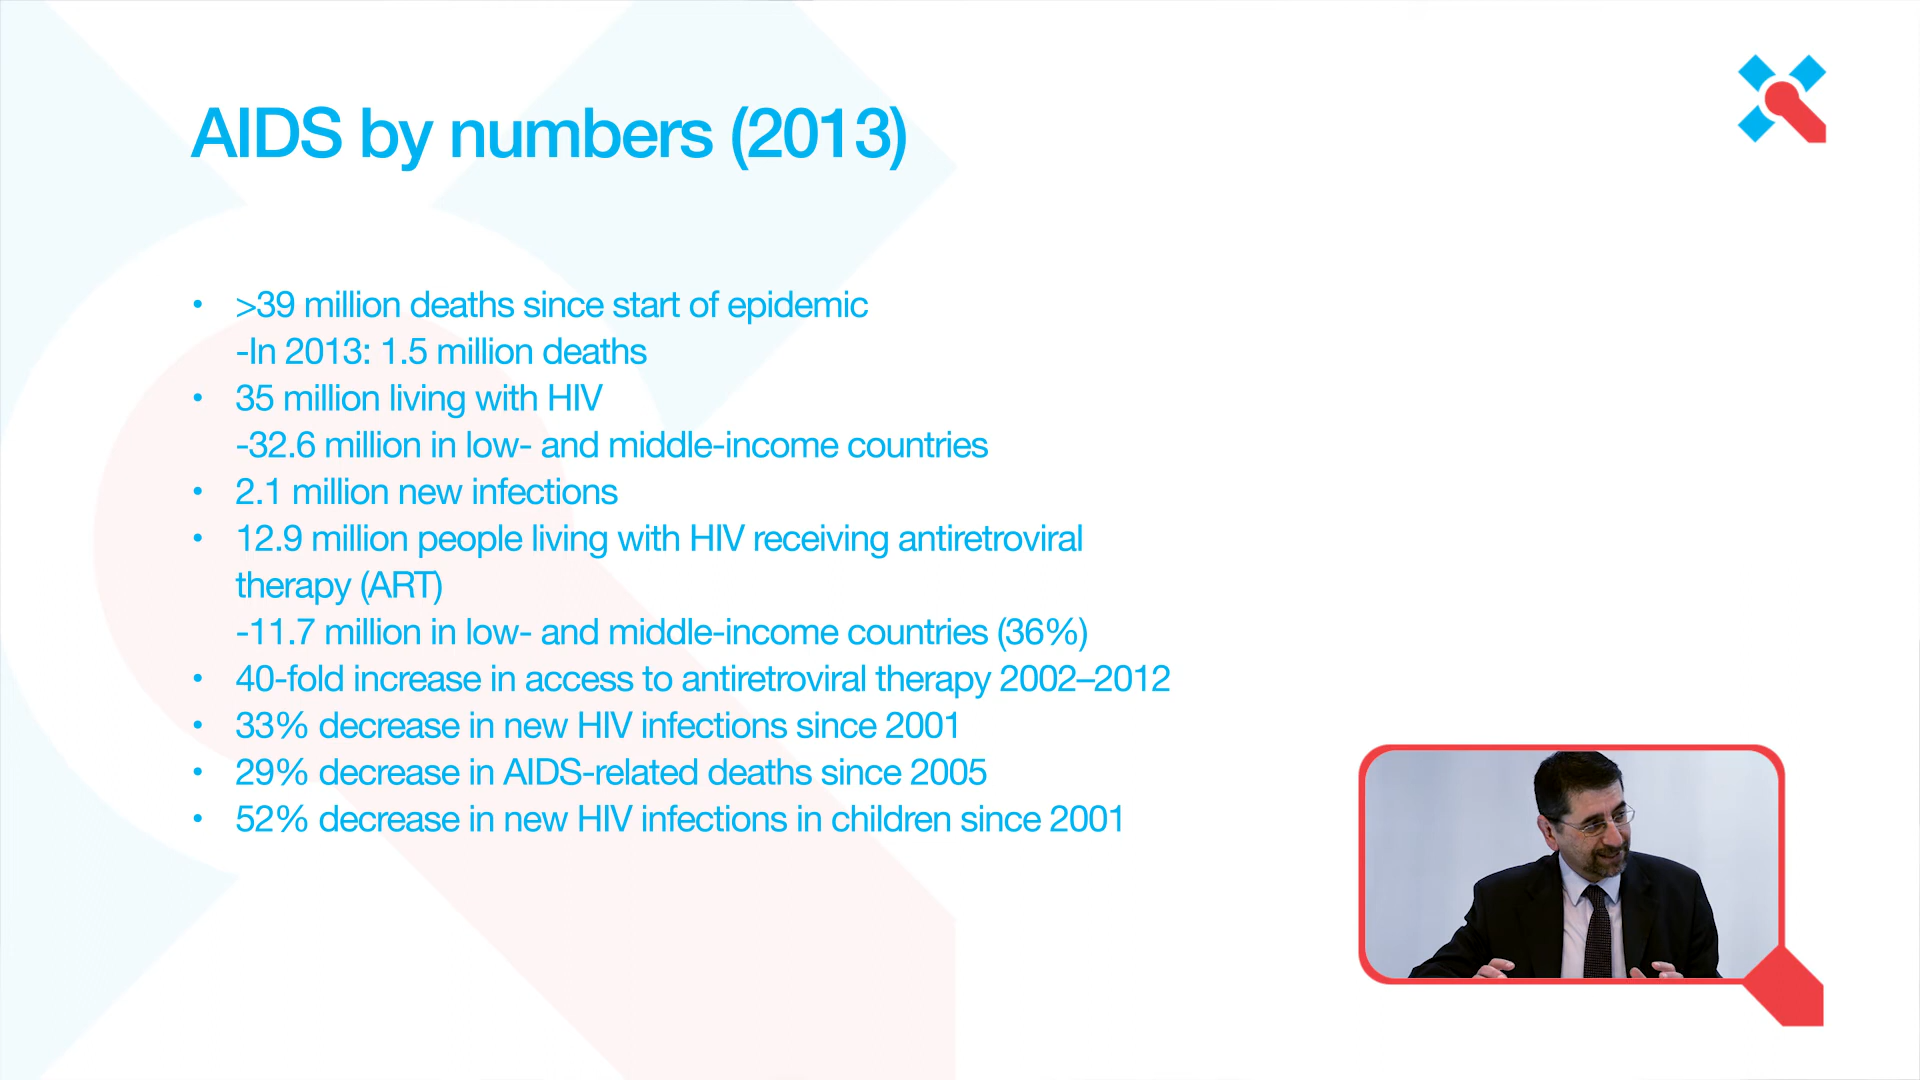 AIDS by numbers (2013)
• >39 million deaths since start of epidemic
-In 2013: 1.5 million deaths
• 35 million living with HIV
-32.6 million in low- and middle-income countries
• 2.1 million new infections
• 12.9 million people living with HIV receiving antiretroviral
therapy (ART)
-11.7 million in low- and middle-income countries (36%)
• 40-fold increase in access to antiretroviral therapy 2002–2012
• 33% decrease in new HIV infections since 2001
• 29% decrease in AIDS-related deaths since 2005
• 52% decrease in new HIV infections in children since 2001